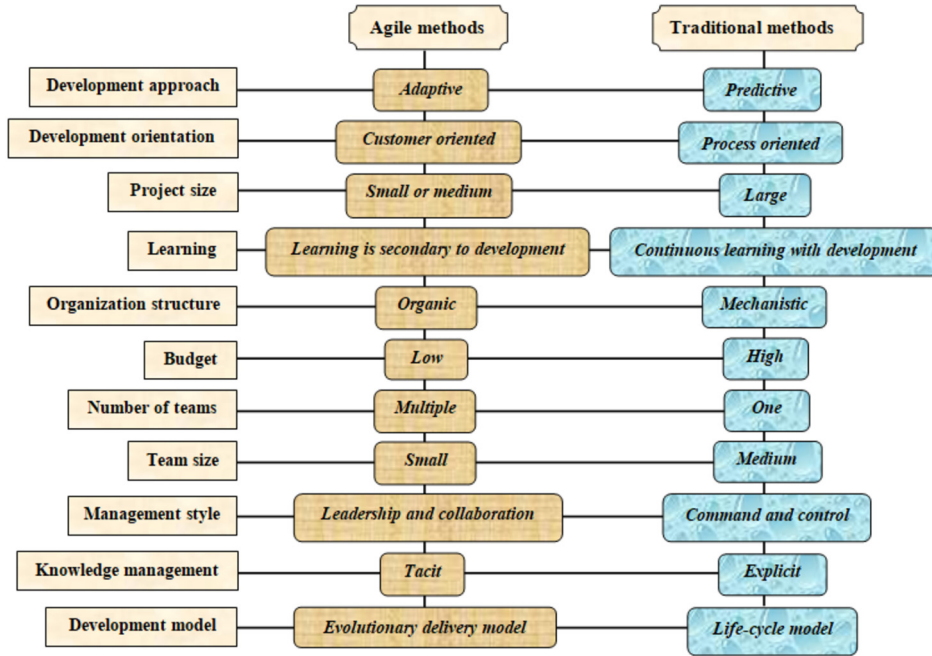 Agile methods
Traditional methods
Development approach
Adaptive
Predictive
Development orientation
Customer oriented
Process oriented
Project size
Small or medium
Large
Learning
Learning is secondary to development
Continuous learning with development
Organization structure
Organic
Mechanistic
Budget
Low
High
Number of teams
Multiple
One
Team size
Small
Medium
Management style
Leadership and collaboration
Command and control
Knowledge management
Tacit
Explicit
Development model
Evolutionary delivery model
Life-cycle model